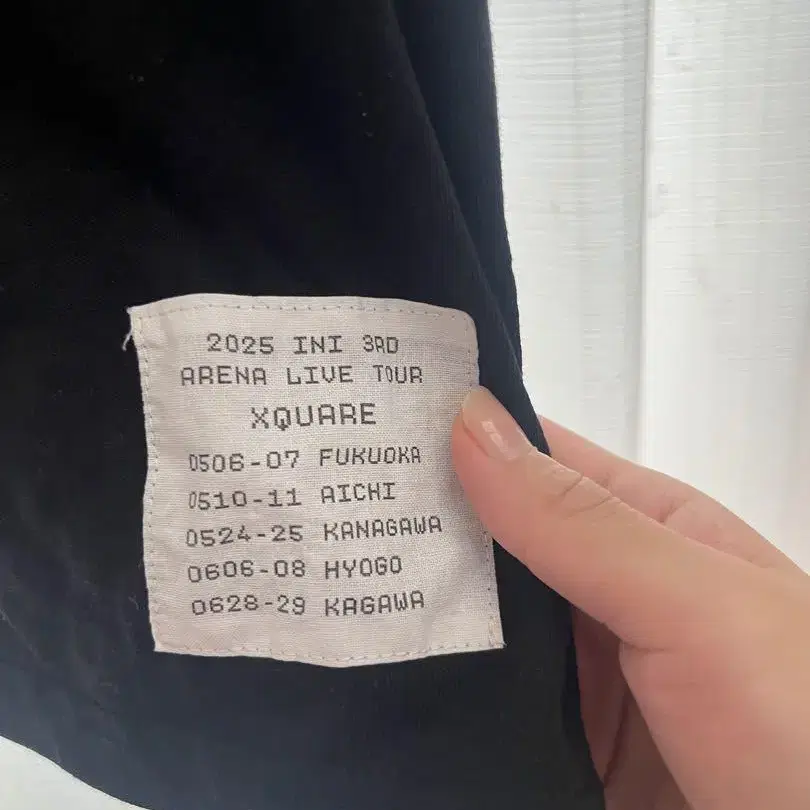 2025 INI 3RD
ARENA LIVE TOUR
XQUARE
0506-07 FUKUOKA
0510-11 AICHI
0524-25 KANAGAWA
0606-08 HYOGO
0628-29 KAGAWA